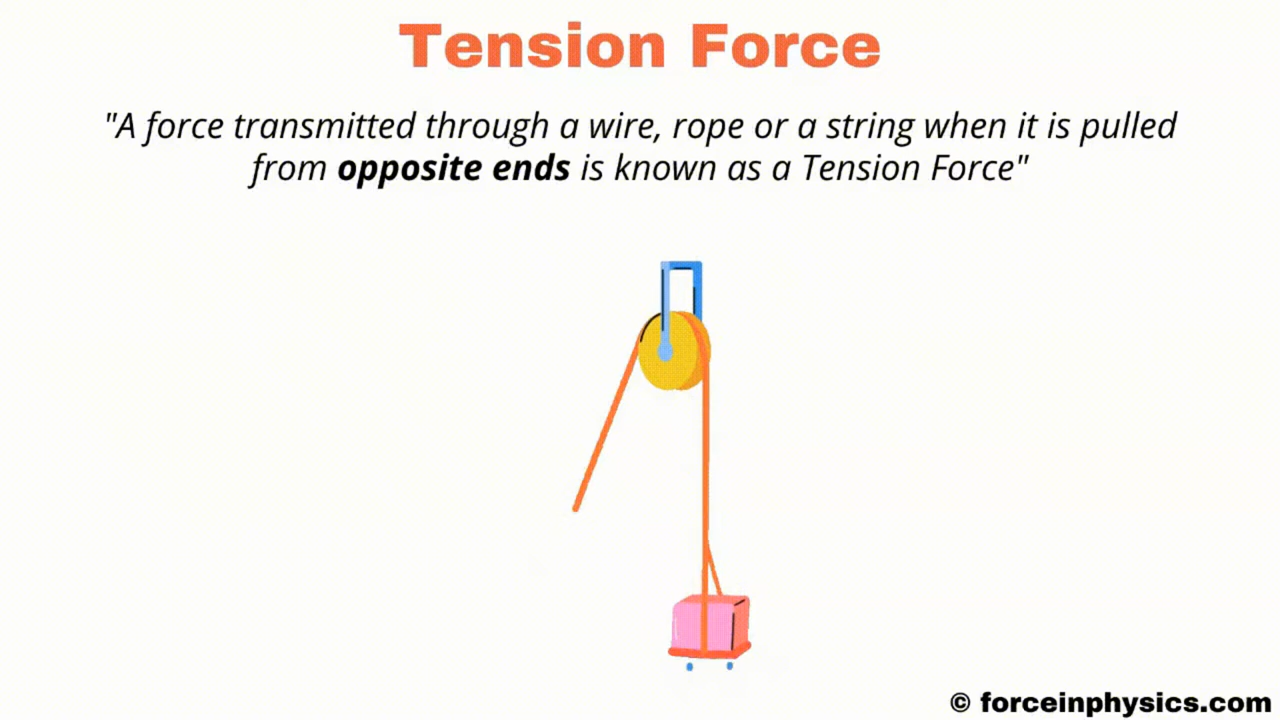 Tension Force
"A force transmitted through a wire, rope or a string when it is pulled
from opposite ends is known as a Tension Force"
© forceinphysics.com